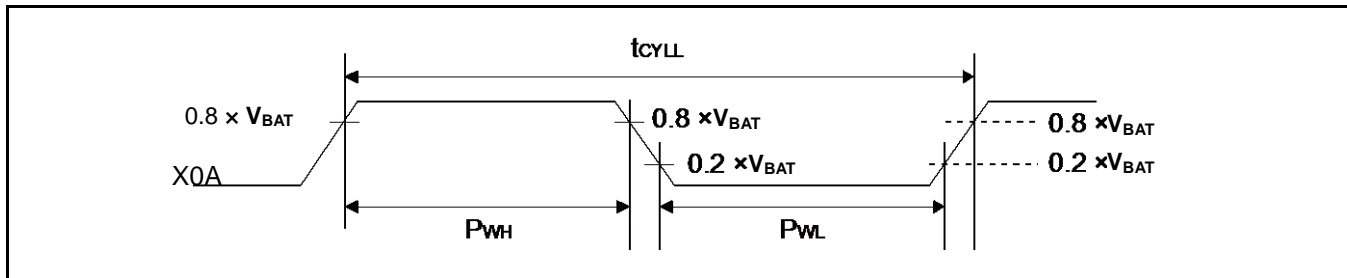 tCYLL
0.8 × VBAT
0.8 ×VBAT
0.8 ×VBAT
0.2 ×VBAT
0.2 ×VBAT
X0A
PWH
PWL